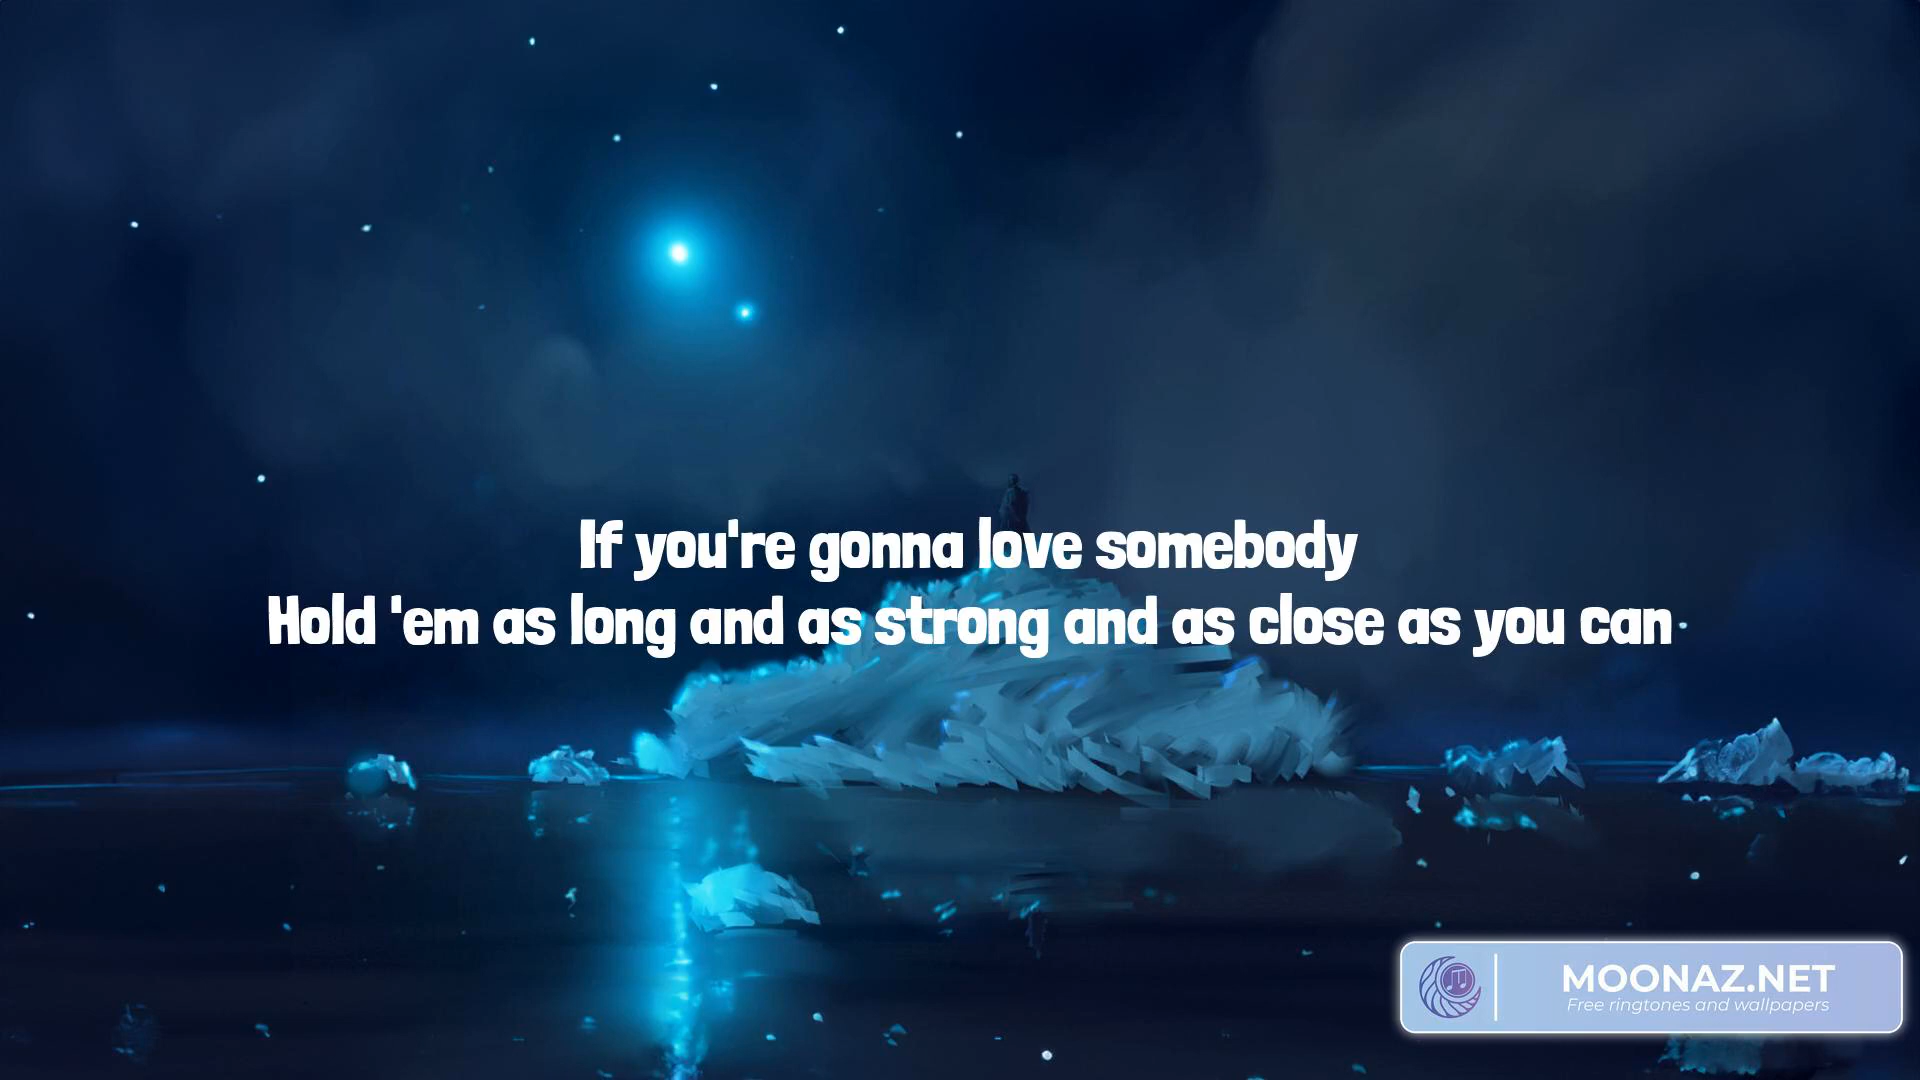 If you're gonna love somebody
Hold 'em as long and as strong and as close as you can
MOONAZ.NET
Free ringtones and wallpapers